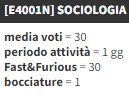 [E4001N] SOCIOLOGIA
media voti = 30
periodo attività = 1 gg
Fast&Furious = 30
bocciature = 1